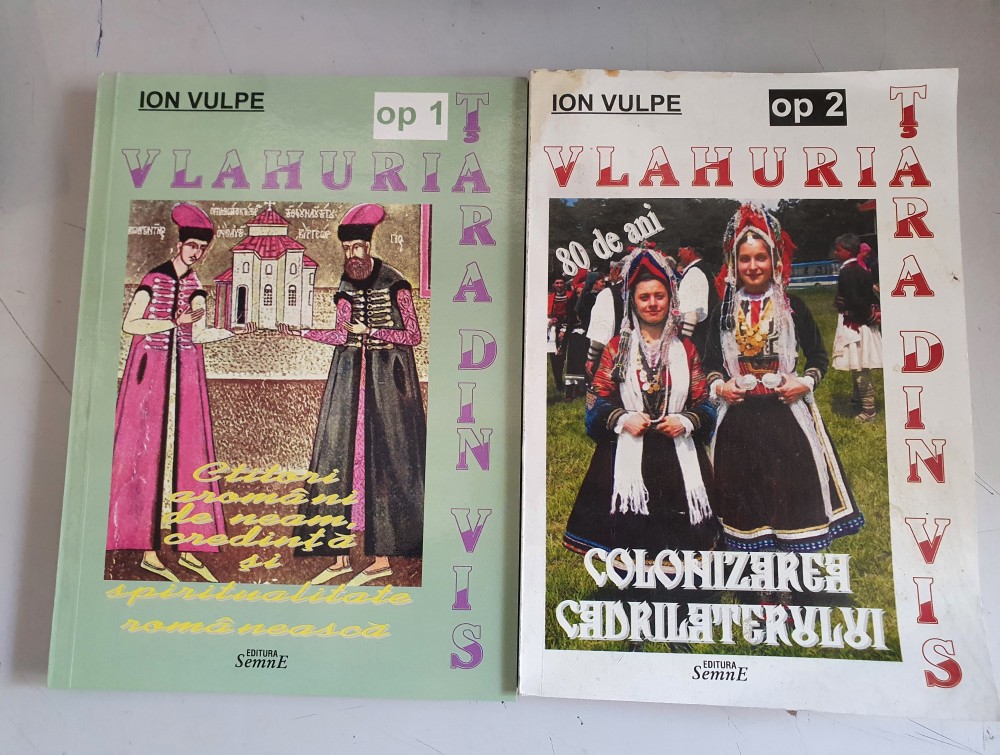 ION VULPE
op 1
VLAHURIA
ŢARA DIN VIS
Ctitori
aromâni
de neam,
credinţă
şi
spiritualitate
românească
EDITURA
SemnE
ION VULPE
op 2
VLAHURIA
ŢARA DIN VIS
80 de ani
COLONIZAREA
CADRILATERULUI
EDITURA
SemnE